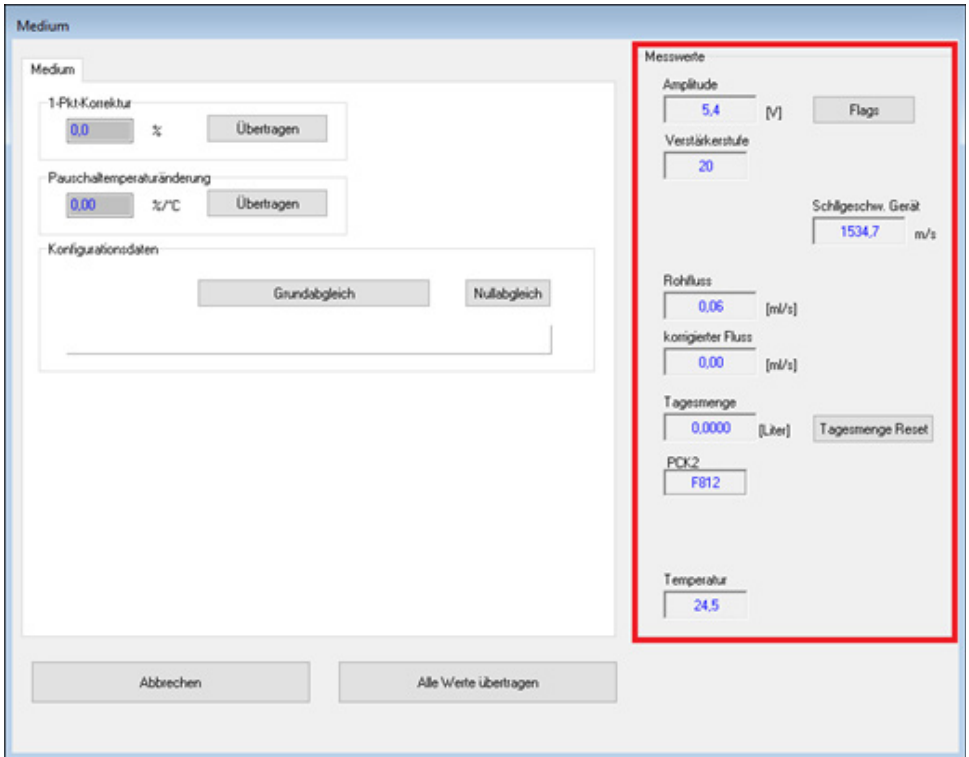 Medium
Medium
1-Pkt-Korrektur
0,0 % Übertragen
Pauschaltemperaturänderung
0,00 %/°C Übertragen
Konfigurationsdaten
Grundabgleich Nullabgleich
Messwerte
Amplitude
5,4 [V] Flags
Verstärkerstufe
20
Schllgeschw. Gerät
1534,7 m/s
Rohfluss
0,06 [ml/s]
korrigierter Fluss
0,00 [ml/s]
Tagesmenge
0,0000 [Liter] Tagesmenge Reset
PCK2
F812
Temperatur
24,5
Abbrechen Alle Werte übertragen